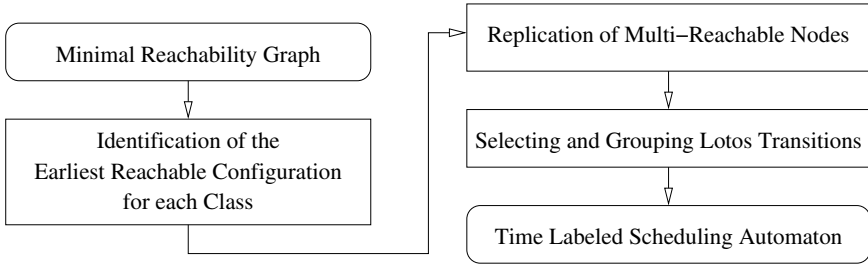 Minimal Reachability Graph
Identification of the
Earliest Reachable Configuration
for each Class
Replication of Multi−Reachable Nodes
Selecting and Grouping Lotos Transitions
Time Labeled Scheduling Automaton